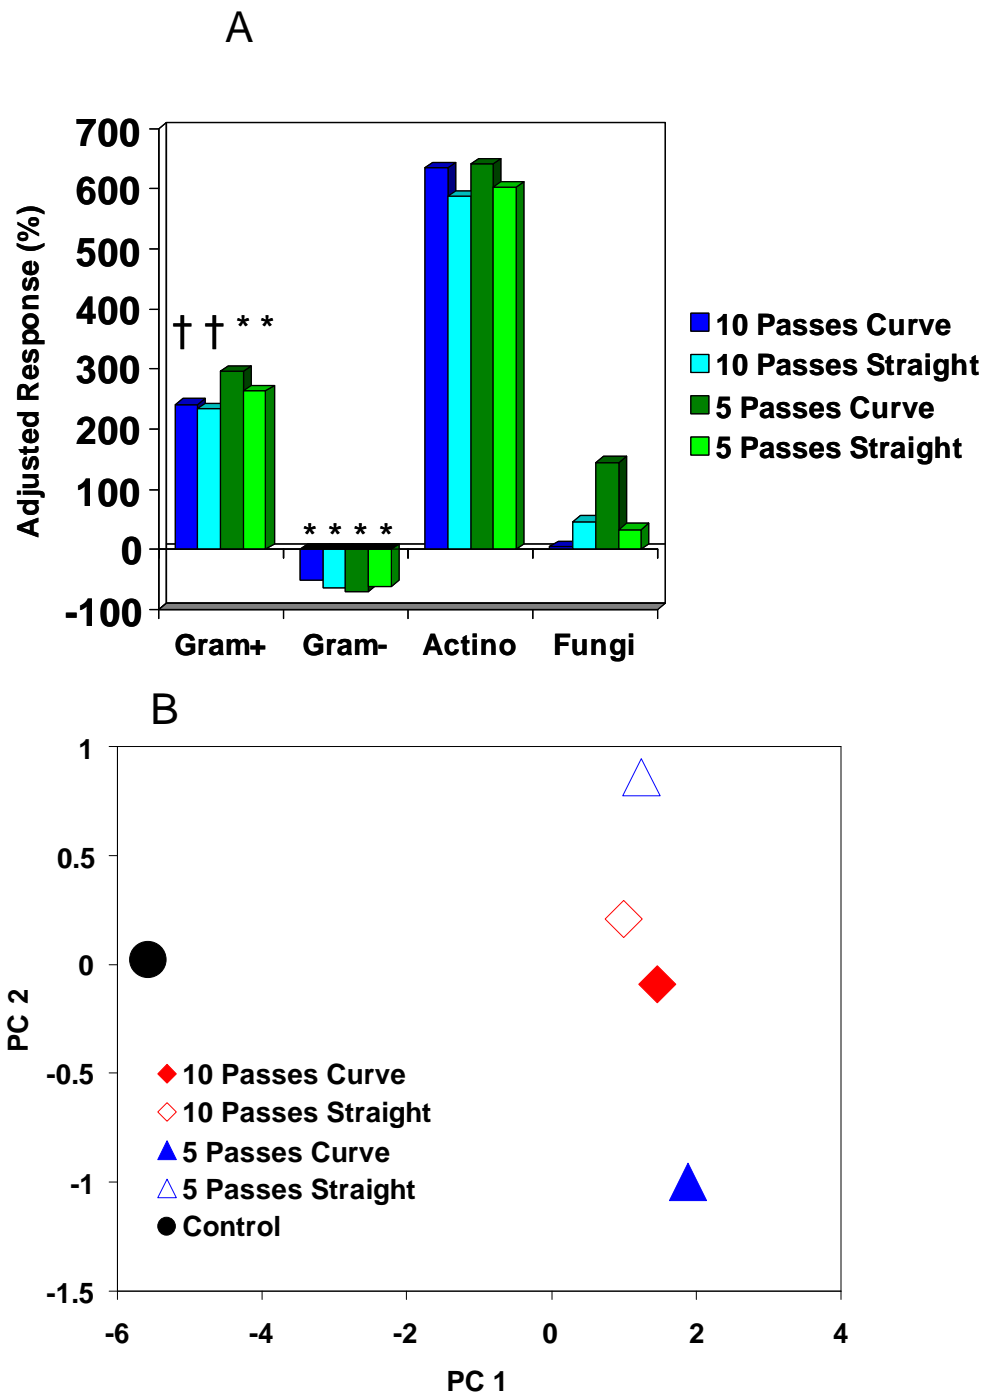 A
700
600
500
400
300
200
100
0
-100
Adjusted Response (%)
† † * *
* * * *
Gram+ Gram- Actino Fungi
10 Passes Curve
10 Passes Straight
5 Passes Curve
5 Passes Straight
B
1
0.5
0
-0.5
-1
-1.5
PC 2
10 Passes Curve
10 Passes Straight
5 Passes Curve
5 Passes Straight
Control
-6 -4 -2 0 2 4
PC 1